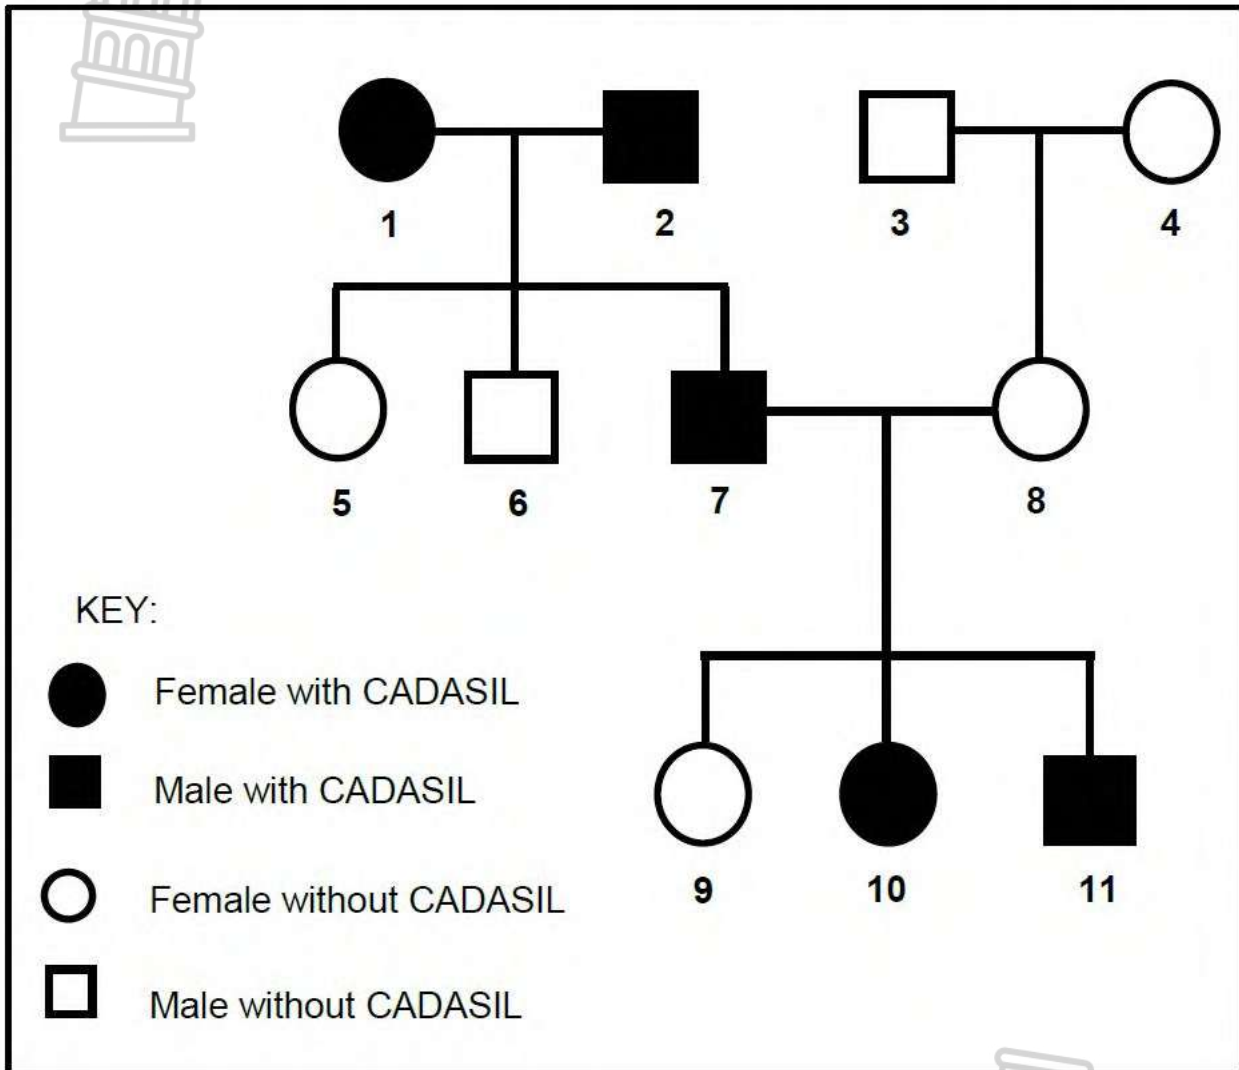 1 2 3 4
5 6 7 8
KEY:
Female with CADASIL
Male with CADASIL
9 10 11
Female without CADASIL
Male without CADASIL